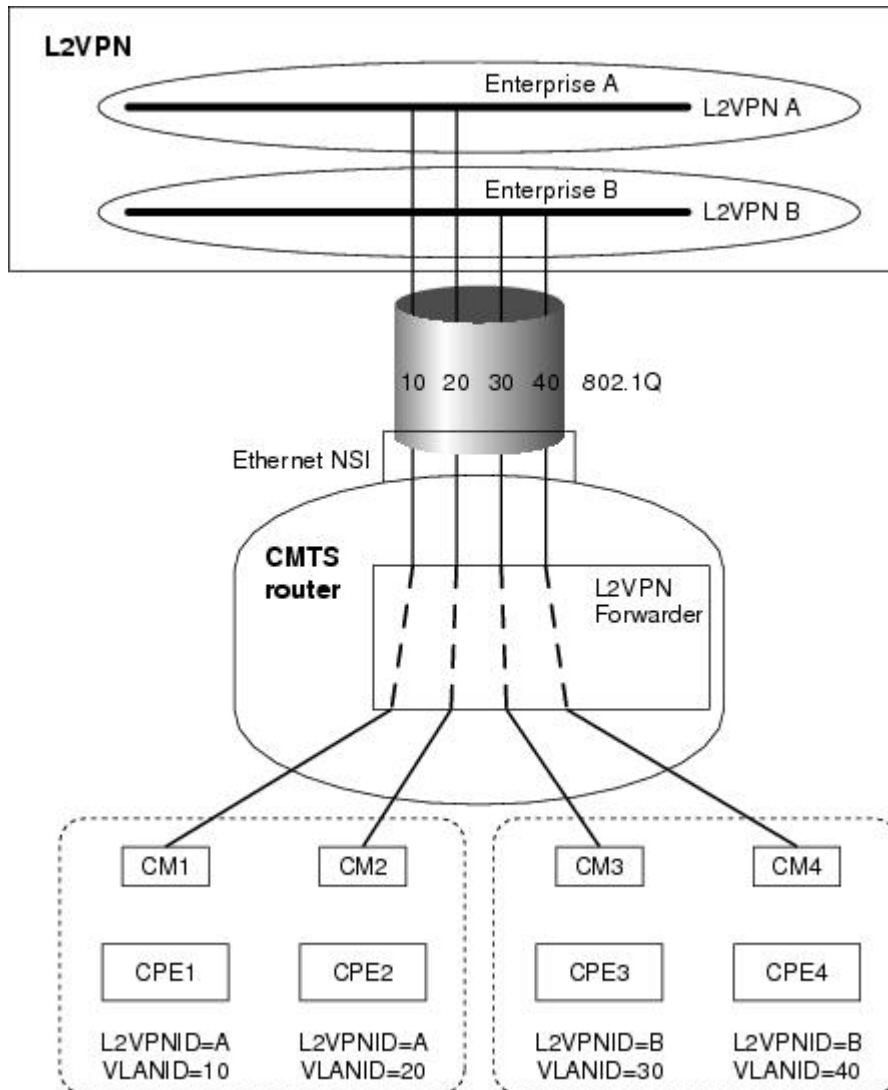 L2VPN
Enterprise A
L2VPN A
Enterprise B
L2VPN B
10 20 30 40 802.1Q
Ethernet NSI
CMTS
router
L2VPN
Forwarder
CM1 CM2 CM3 CM4
CPE1 CPE2 CPE3 CPE4
L2VPNID=A L2VPNID=A L2VPNID=B L2VPNID=B
VLANID=10 VLANID=20 VLANID=30 VLANID=40